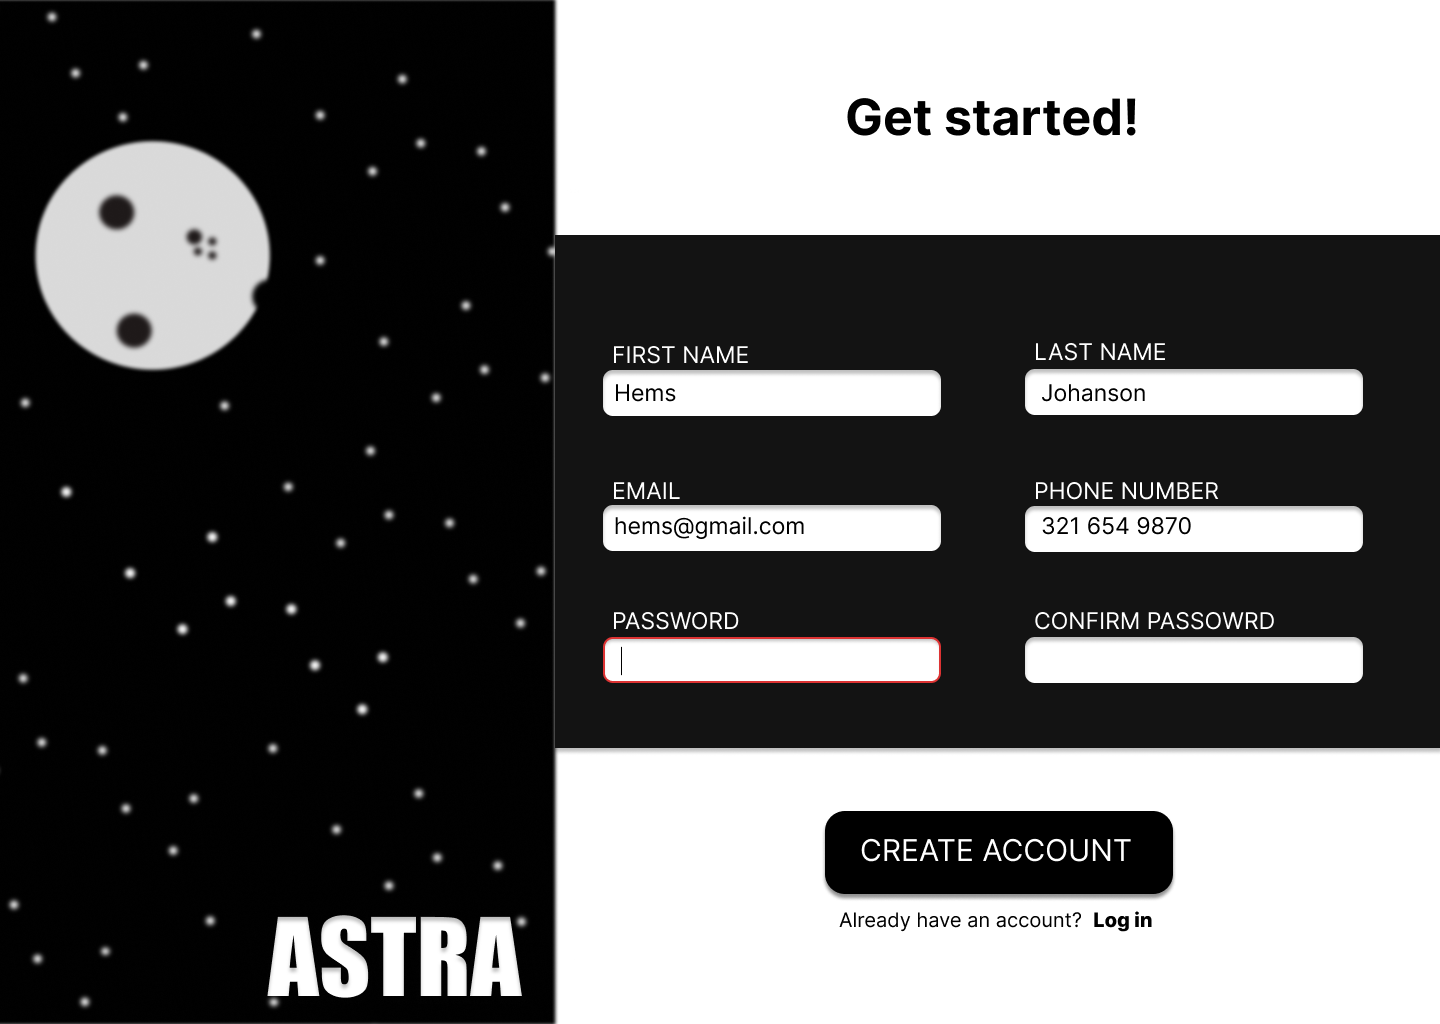 Get started!
FIRST NAME
LAST NAME
Hems
Johanson
EMAIL
PHONE NUMBER
hems@gmail.com
321 654 9870
PASSWORD
CONFIRM PASSOWRD
CREATE ACCOUNT
Already have an account? Log in
ASTRA